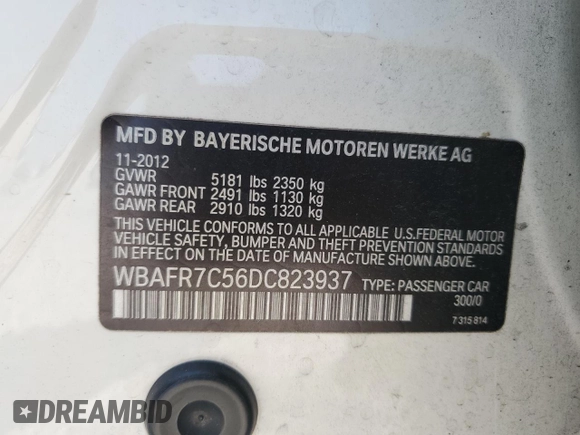 MFD BY BAYERISCHE MOTOREN WERKE AG
11-2012
GVWR 5181 lbs 2350 kg
GAWR FRONT 2491 lbs 1130 kg
GAWR REAR 2910 lbs 1320 kg
THIS VEHICLE CONFORMS TO ALL APPLICABLE U.S.FEDERAL MOTOR
VEHICLE SAFETY, BUMPER AND THEFT PREVENTION STANDARDS
IN EFFECT ON THE DATE OF MANUFACTURE SHOWN ABOVE.
WBAFR7C56DC823937 TYPE: PASSENGER CAR
300/0
7 315 814
DREAMBID